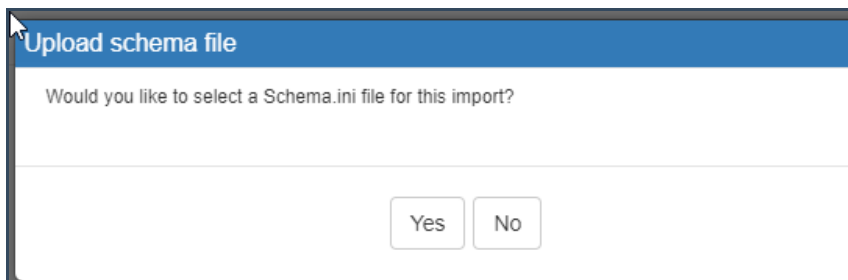 Upload schema file
Would you like to select a Schema.ini file for this import?
Yes No